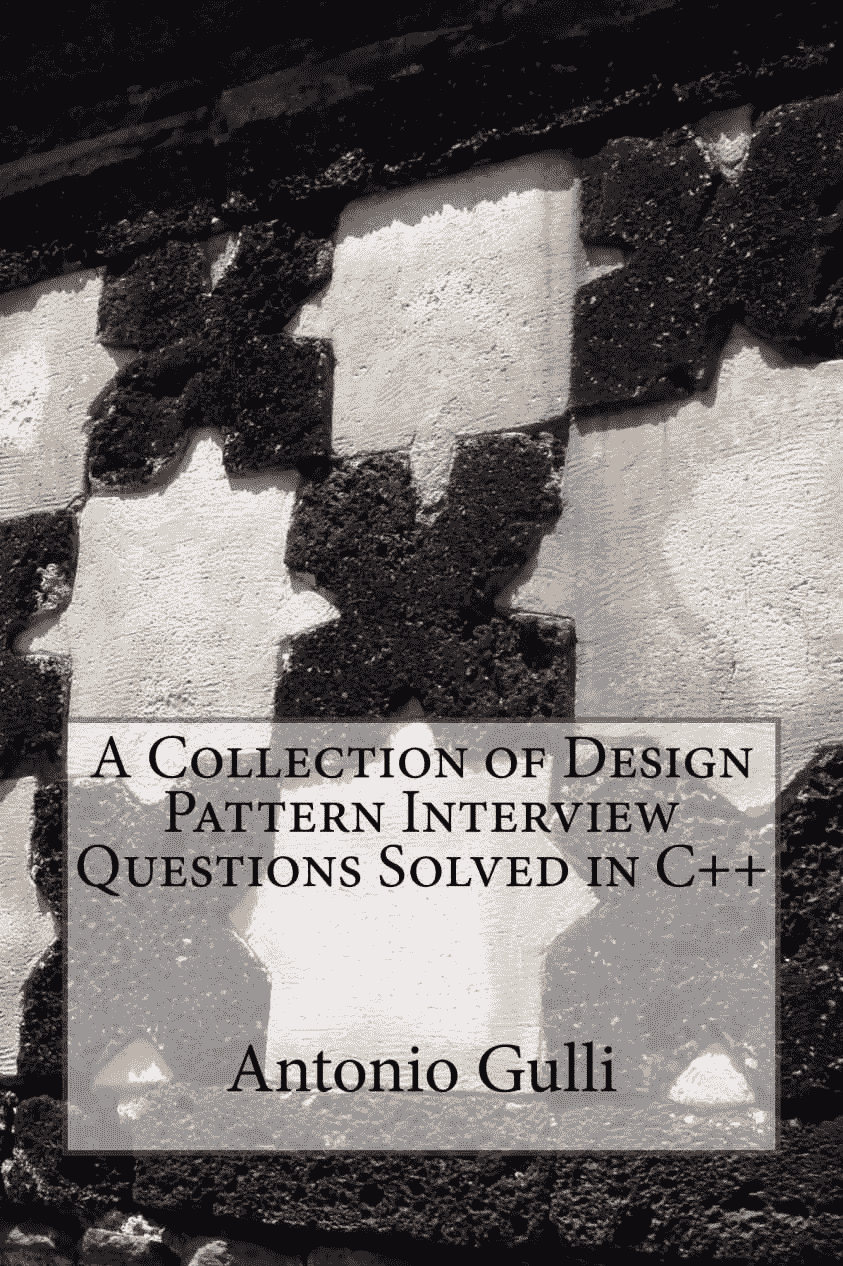 A Collection of Design
Pattern Interview
Questions Solved in C++
Antonio Gulli